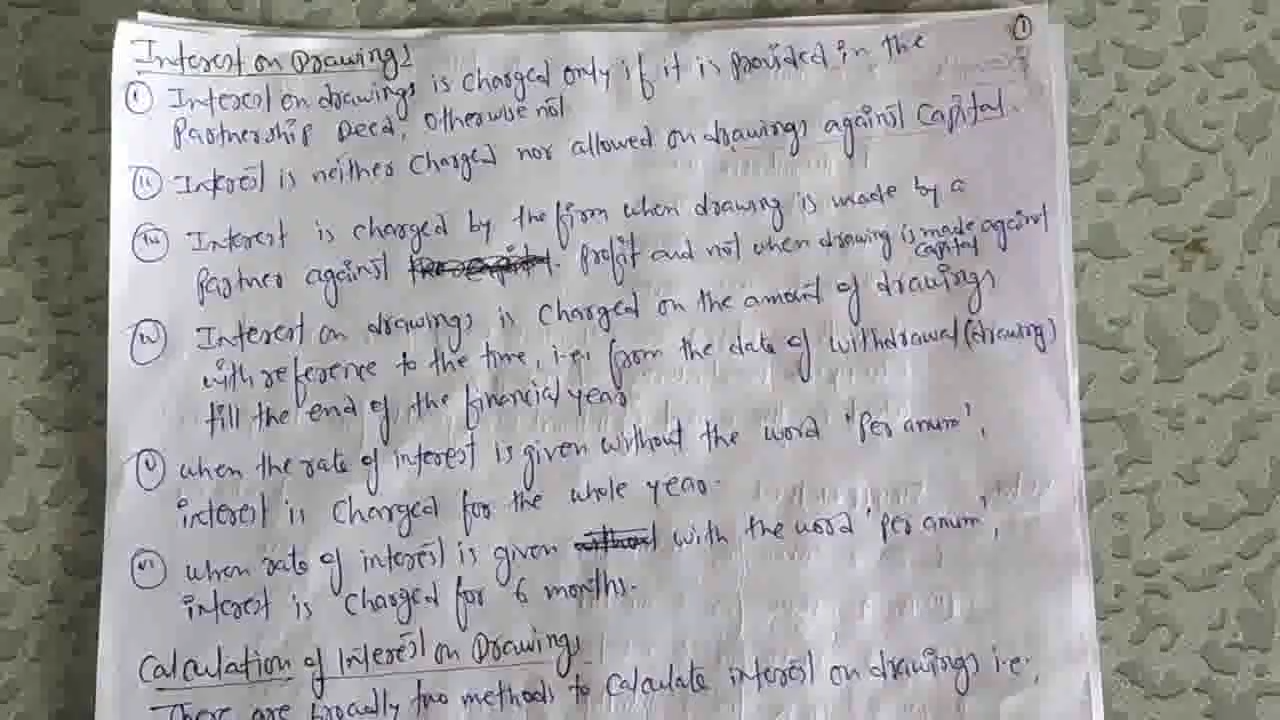 ①
Interest on Drawings
① Interest on drawings is charged only if it is provided in the
Partnership Deed, otherwise not
ⓘⓘ Interest is neither charged nor allowed on drawings against Capital.
ⓘⓘⓘ Interest is charged by the firm when drawing is made by a
Partner against profit and not when drawing is made against
capital
ⓘⓥ Interest on drawings is charged on the amount of drawings
with reference to the time, i.e. from the date of withdrawal (drawing)
till the end of the financial year
ⓥ when the rate of interest is given without the word 'per anum',
interest is charged for the whole year.
ⓥⓘ when rate of interest is given with the word 'per anum',
interest is charged for 6 months.
Calculation of Interest on Drawings
There are broadly two methods to calculate interest on drawings i.e.